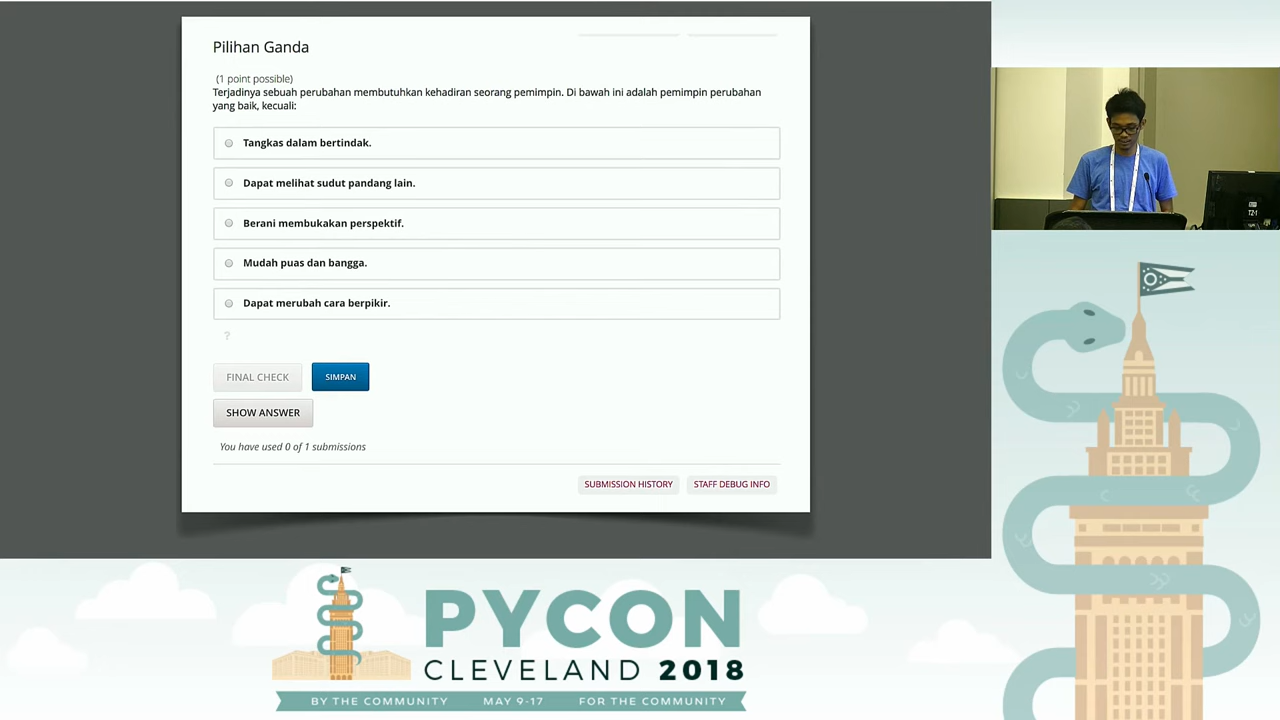 Pilihan Ganda
(1 point possible)
Terjadinya sebuah perubahan membutuhkan kehadiran seorang pemimpin. Di bawah ini adalah pemimpin perubahan
yang baik, kecuali:
Tangkas dalam bertindak.
Dapat melihat sudut pandang lain.
Berani membukakan perspektif.
Mudah puas dan bangga.
Dapat merubah cara berpikir.
?
FINAL CHECK
SIMPAN
SHOW ANSWER
You have used 0 of 1 submissions
SUBMISSION HISTORY
STAFF DEBUG INFO
PYCON
CLEVELAND 2018
BY THE COMMUNITY MAY 9-17 FOR THE COMMUNITY